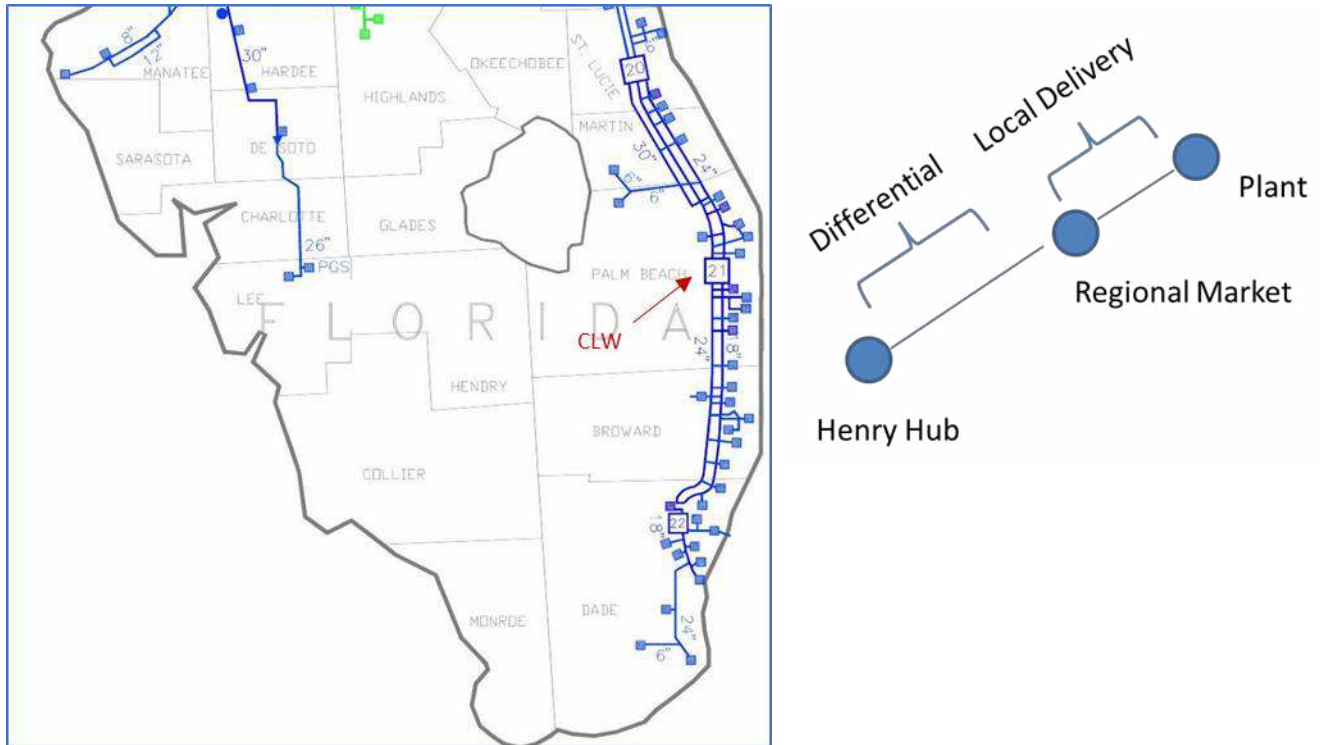 8"
12"
MANATEE
30"
HARDEE
HIGHLANDS
OKEECHOBEE
ST. LUCIE
20
MARTIN
30"
24"
SARASOTA
DE SOTO
6"
6"
CHARLOTTE
GLADES
26"
PGS
LEE
PALM BEACH
21
FLORIDA
CLW
24"
18"
HENDRY
BROWARD
COLLIER
22
18"
MONROE
DADE
24"
6"
Differential
Local Delivery
Plant
Regional Market
Henry Hub